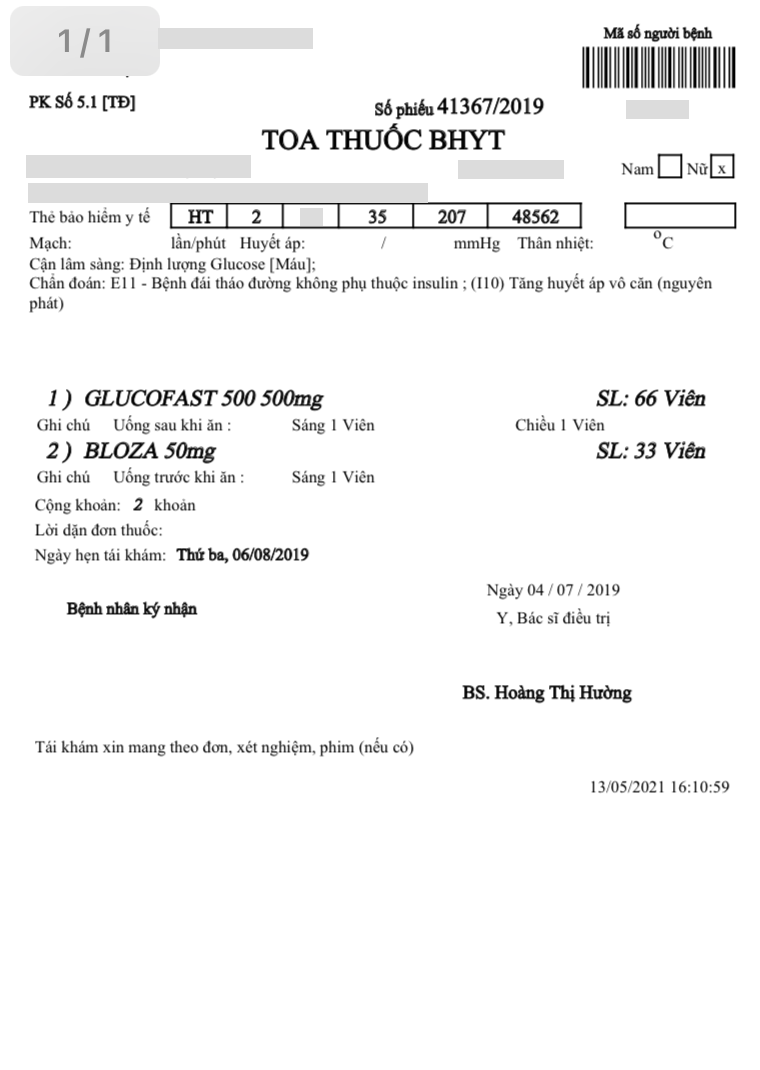 1/1
Mã số người bệnh
PK Số 5.1 [TĐ]
Số phiếu 41367/2019
TOA THUỐC BHYT
Nam Nữ x
Thẻ bảo hiểm y tế HT 2 35 207 48562
Mạch: lần/phút Huyết áp: / mmHg Thân nhiệt: °C
Cận lâm sàng: Định lượng Glucose [Máu];
Chẩn đoán: E11 - Bệnh đái tháo đường không phụ thuộc insulin ; (I10) Tăng huyết áp vô căn (nguyên
phát)
1 ) GLUCOFAST 500 500mg SL: 66 Viên
Ghi chú Uống sau khi ăn : Sáng 1 Viên Chiều 1 Viên
2 ) BLOZA 50mg SL: 33 Viên
Ghi chú Uống trước khi ăn : Sáng 1 Viên
Cộng khoản: 2 khoản
Lời dặn đơn thuốc:
Ngày hẹn tái khám: Thứ ba, 06/08/2019
Ngày 04 / 07 / 2019
Bệnh nhân ký nhận
Y, Bác sĩ điều trị
BS. Hoàng Thị Hường
Tái khám xin mang theo đơn, xét nghiệm, phim (nếu có)
13/05/2021 16:10:59